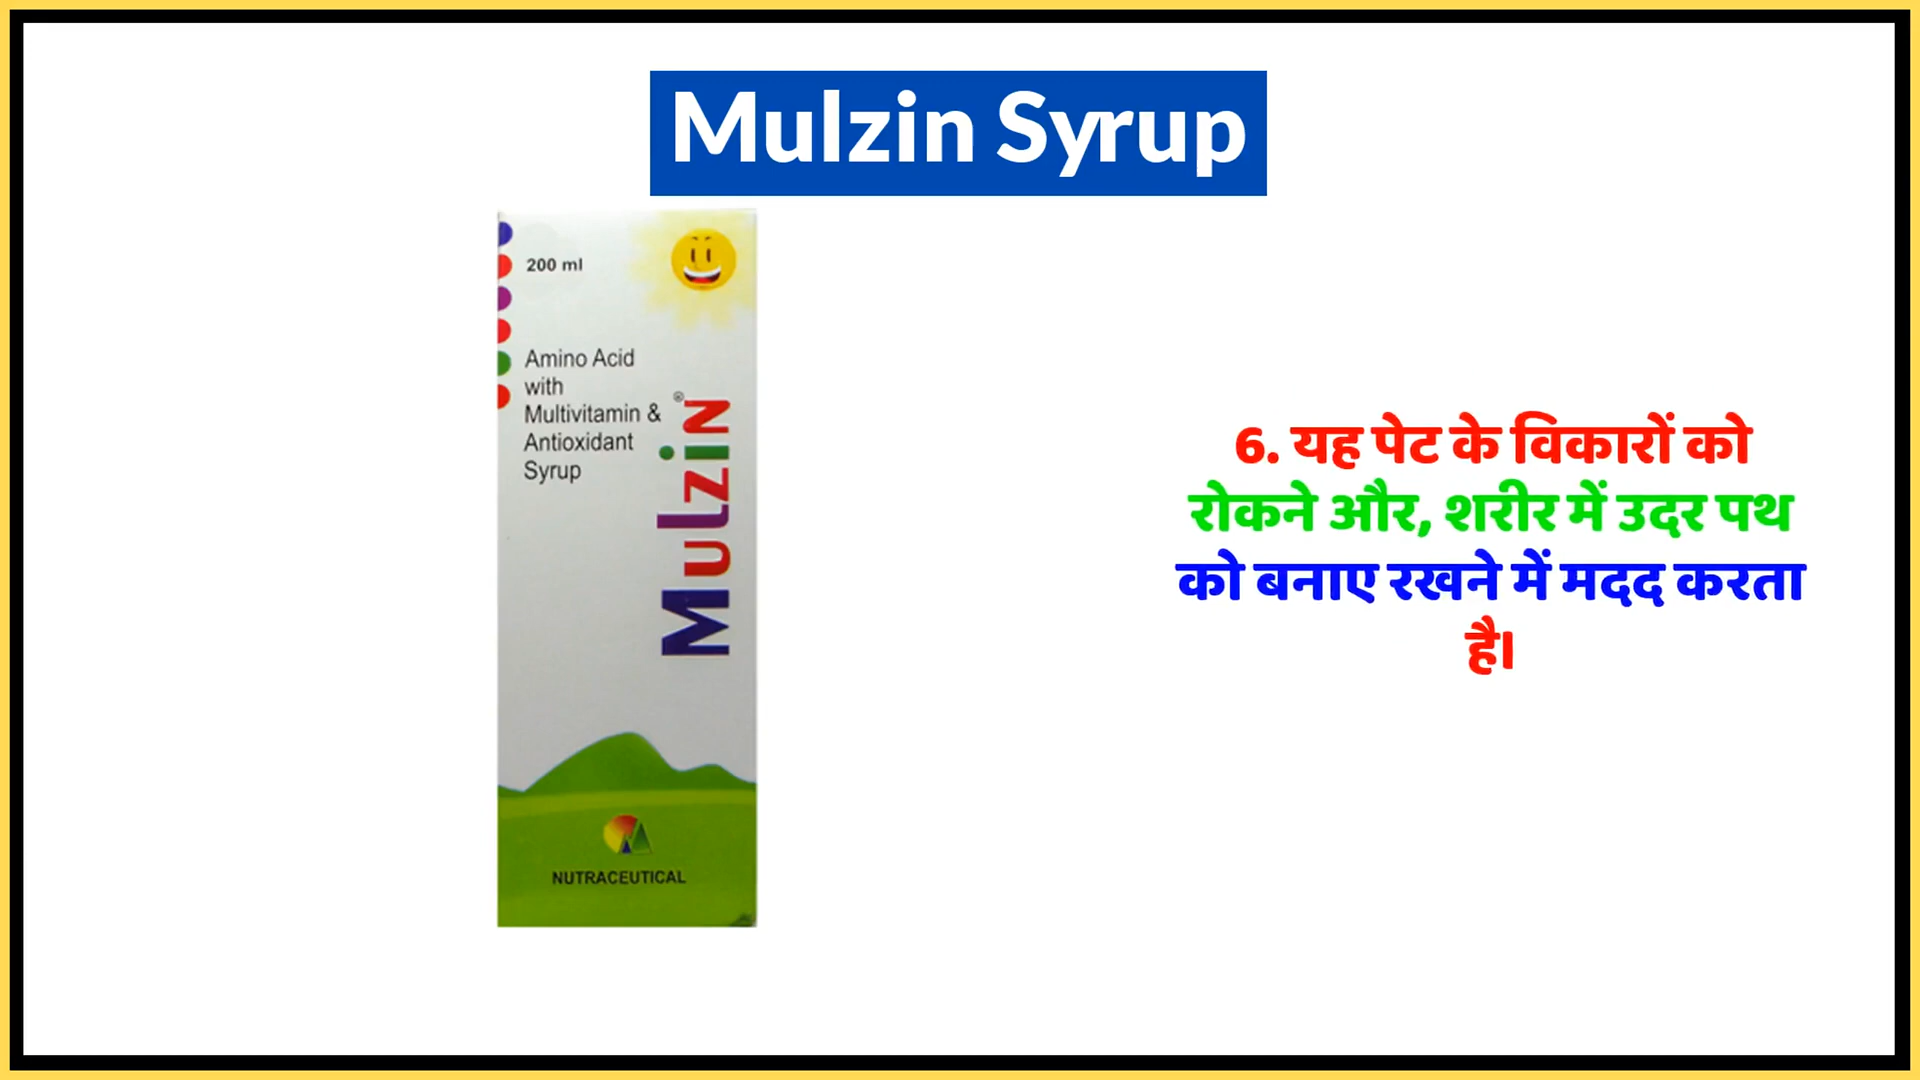 Mulzin Syrup
200 ml
Amino Acid
with
Multivitamin &
Antioxidant
Syrup
Mulzin®
NUTRACEUTICAL
6. यह पेट के विकारों को
रोकने और, शरीर में उदर पथ
को बनाए रखने में मदद करता
है।